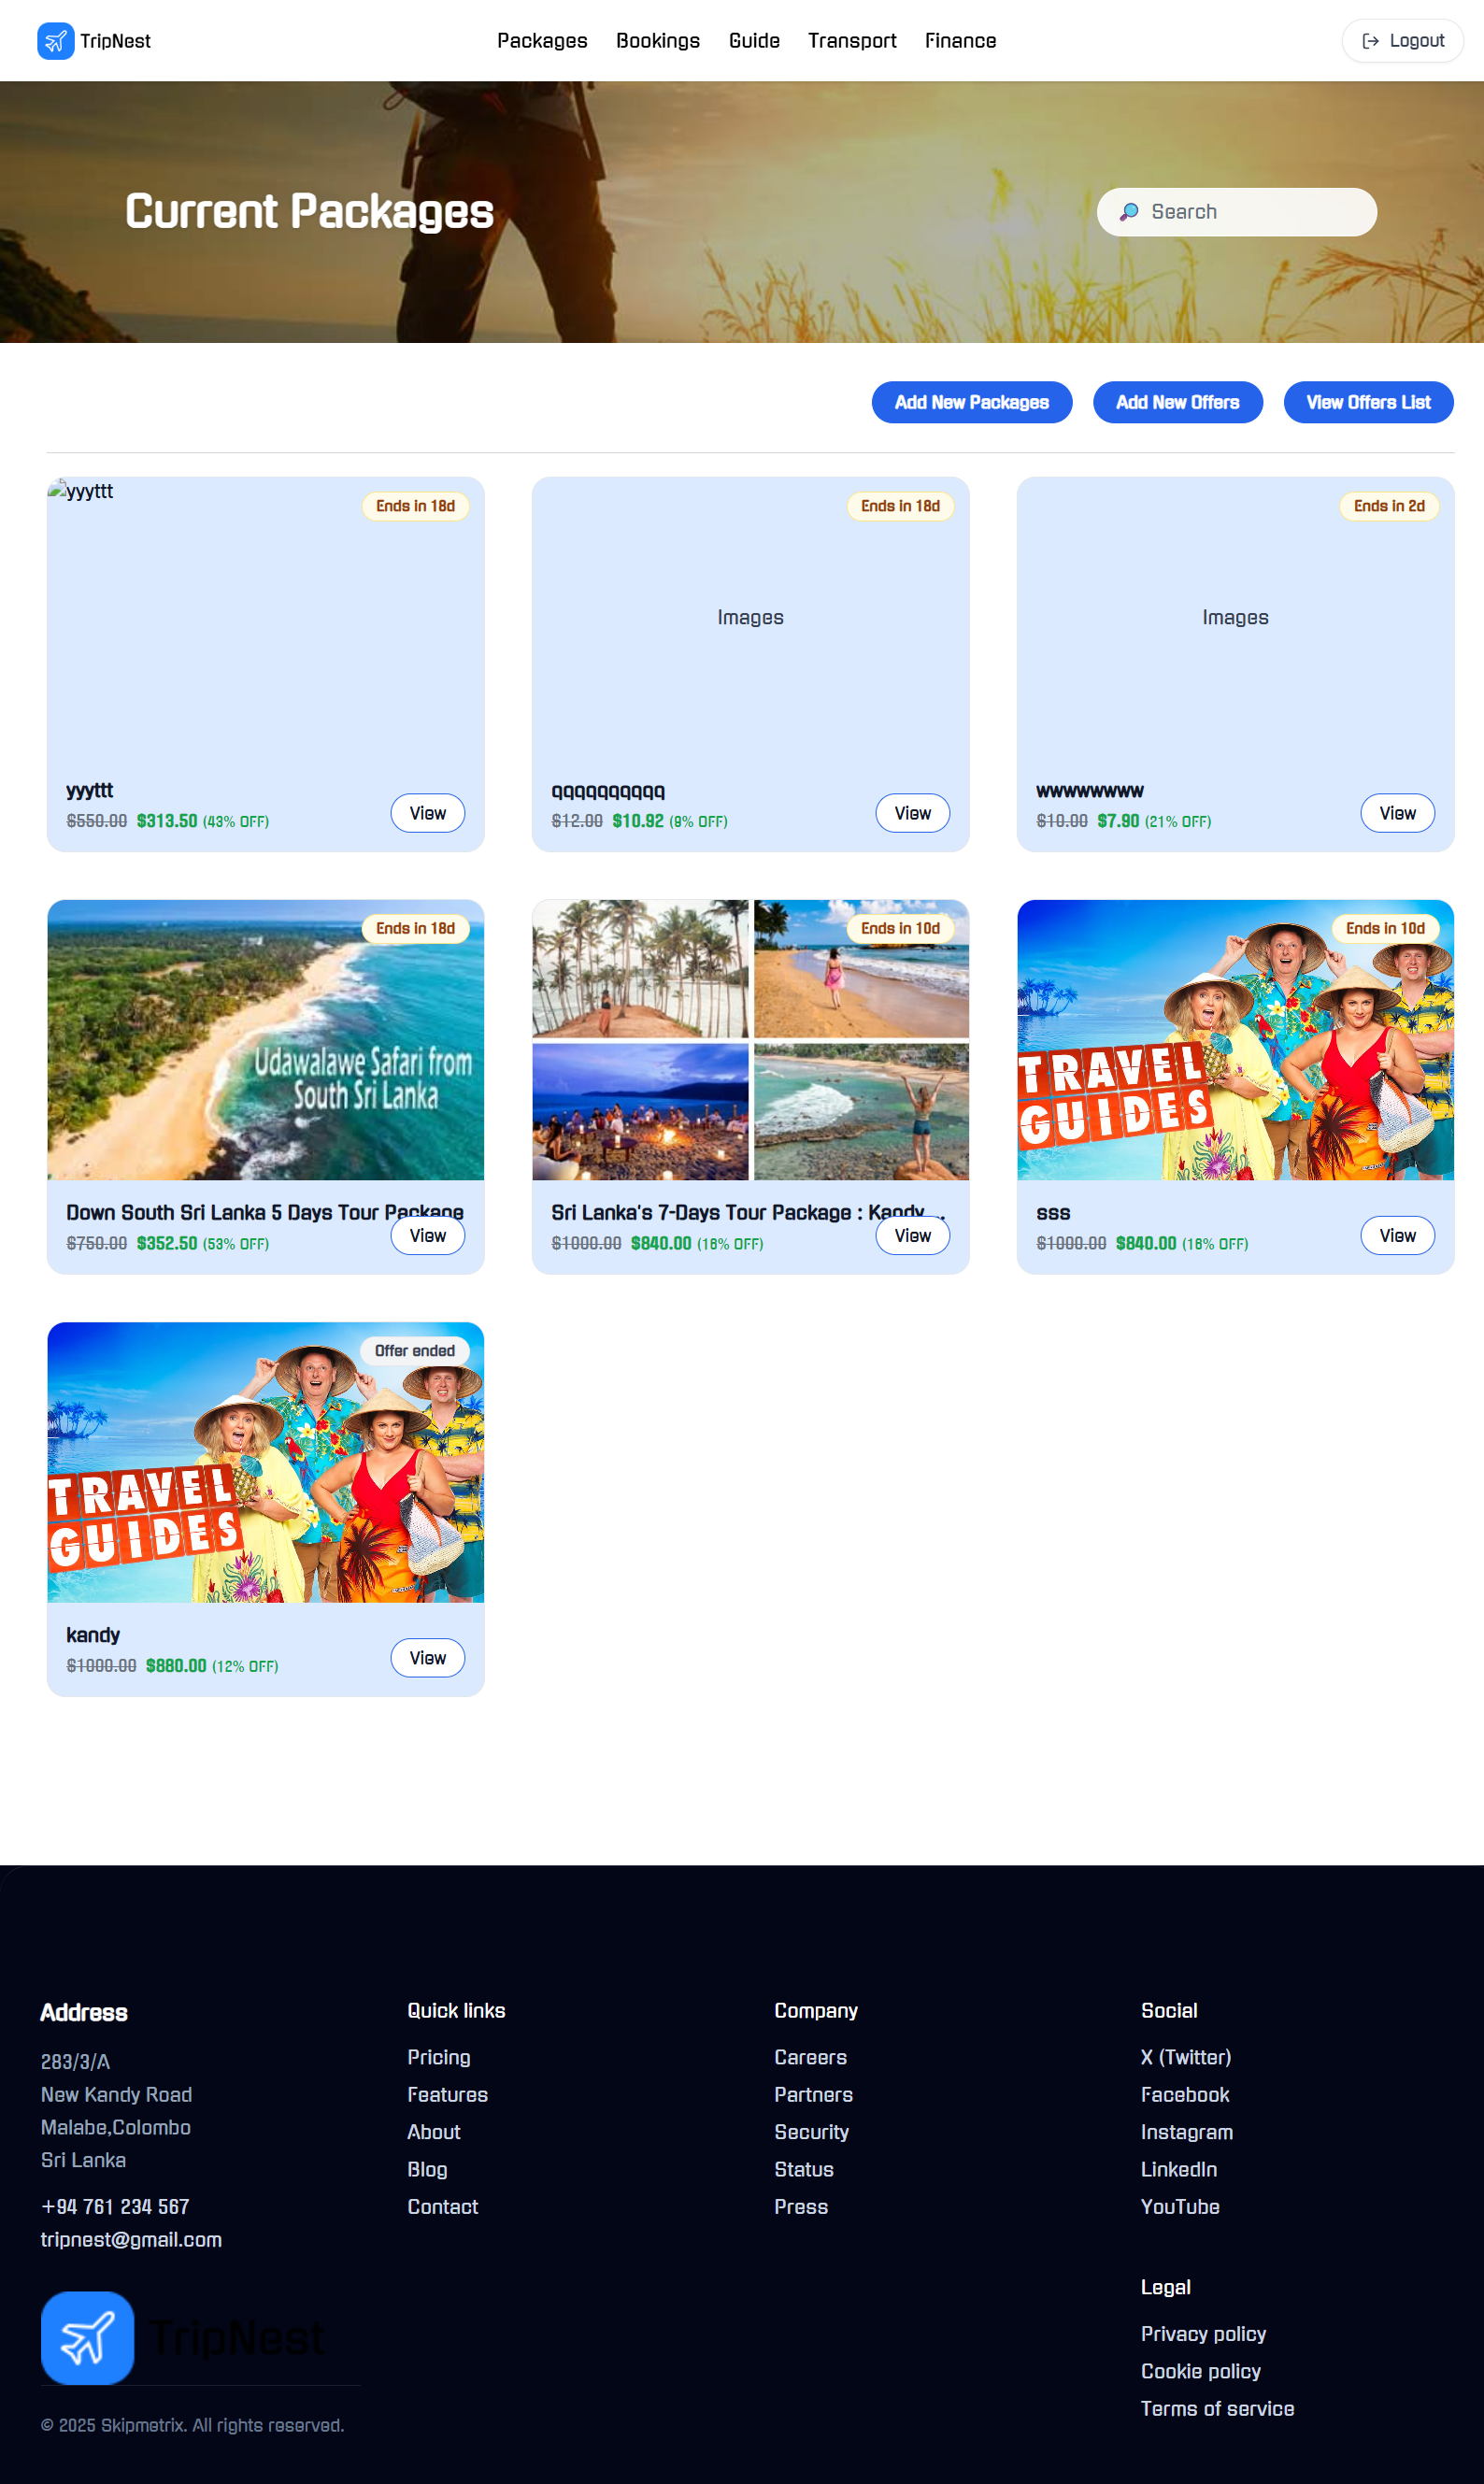 TripNest
Packages Bookings Guide Transport Finance
Logout
Current Packages
Search
Add New Packages
Add New Offers
View Offers List
yyyttt
Ends in 18d
yyyttt
$550.00 $313.50 (43% OFF)
View
Ends in 18d
Images
qqqqqqqqqq
$12.00 $10.92 (9% OFF)
View
Ends in 2d
Images
wwwwwwww
$10.00 $7.90 (21% OFF)
View
Ends in 18d
Udawalawe Safari from
South Sri Lanka
Down South Sri Lanka 5 Days Tour Package
$750.00 $352.50 (53% OFF)
View
Ends in 10d
Sri Lanka's 7-Days Tour Package : Kandy ...
$1000.00 $840.00 (16% OFF)
View
Ends in 10d
TRAVEL
GUIDES
sss
$1000.00 $840.00 (16% OFF)
View
Offer ended
TRAVEL
GUIDES
kandy
$1000.00 $880.00 (12% OFF)
View
Address
283/3/A
New Kandy Road
Malabe,Colombo
Sri Lanka
+94 761 234 567
tripnest@gmail.com
TripNest
© 2025 Skipmetrix. All rights reserved.
Quick links
Pricing
Features
About
Blog
Contact
Company
Careers
Partners
Security
Status
Press
Social
X (Twitter)
Facebook
Instagram
LinkedIn
YouTube
Legal
Privacy policy
Cookie policy
Terms of service